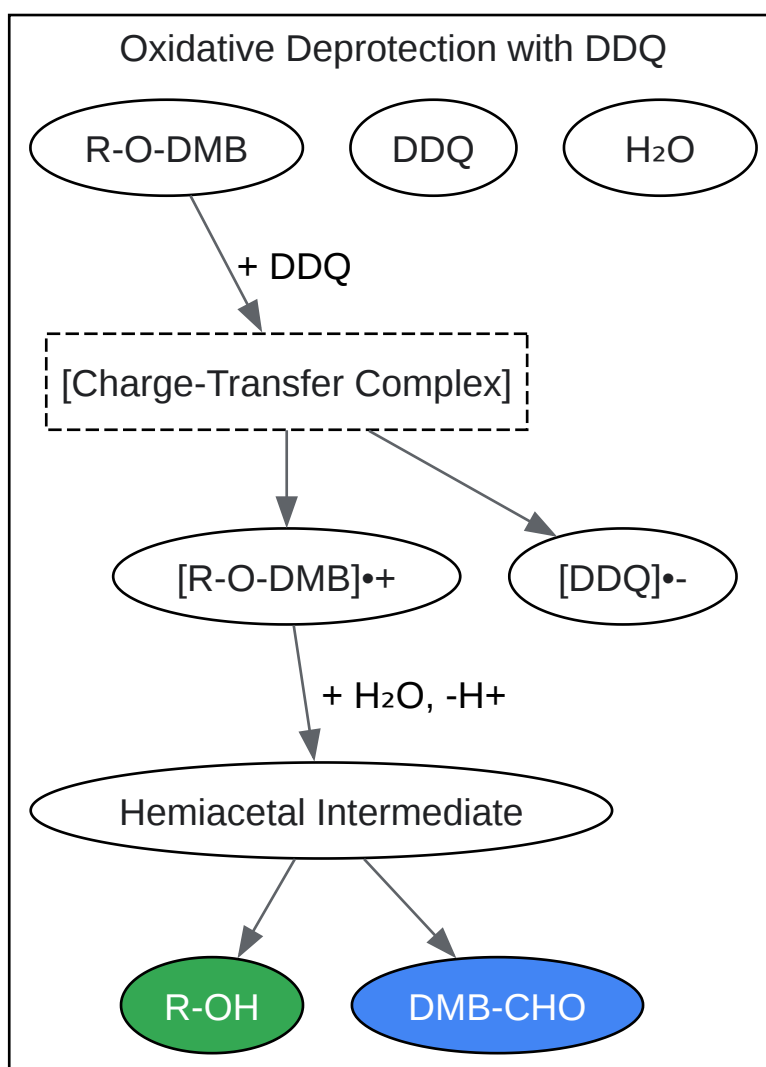 Oxidative Deprotection with DDQ
R-O-DMB
DDQ
H₂O
+ DDQ
[Charge-Transfer Complex]
[R-O-DMB]•+
[DDQ]•-
+ H₂O, -H+
Hemiacetal Intermediate
R-OH
DMB-CHO